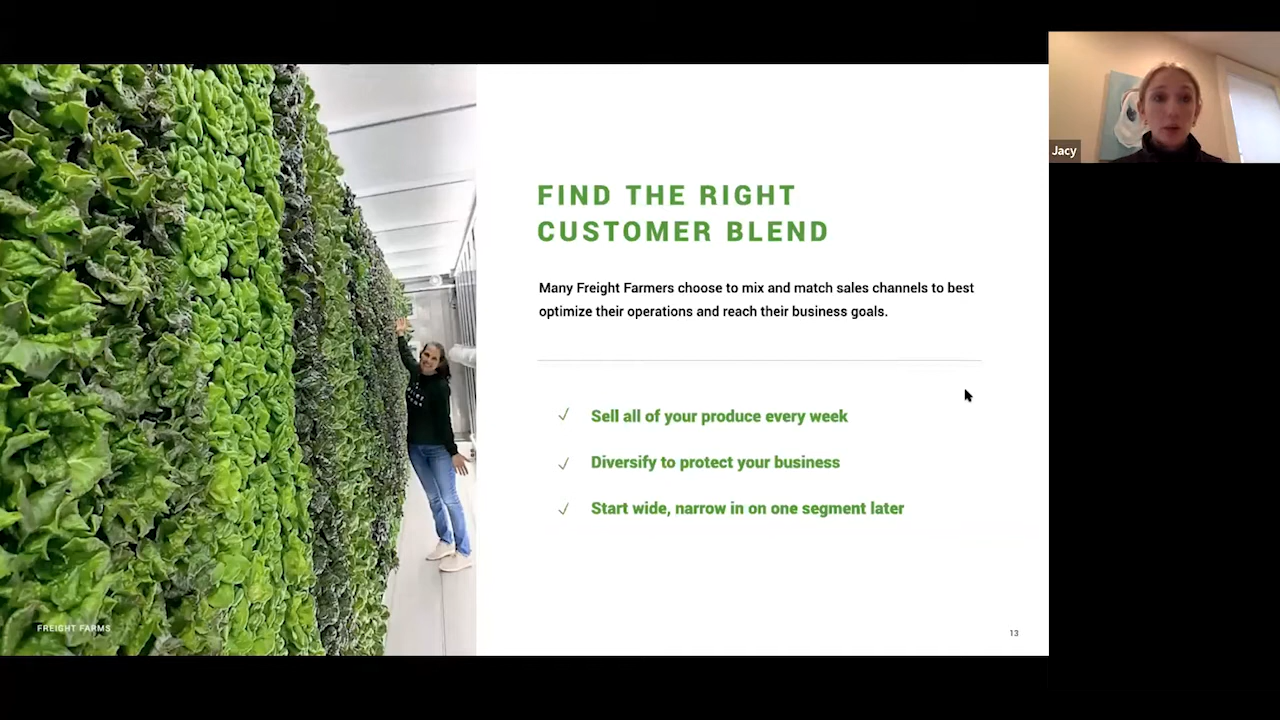 Jacy
FIND THE RIGHT
CUSTOMER BLEND
Many Freight Farmers choose to mix and match sales channels to best
optimize their operations and reach their business goals.
Sell all of your produce every week
Diversify to protect your business
Start wide, narrow in on one segment later
FREIGHT FARMS
13